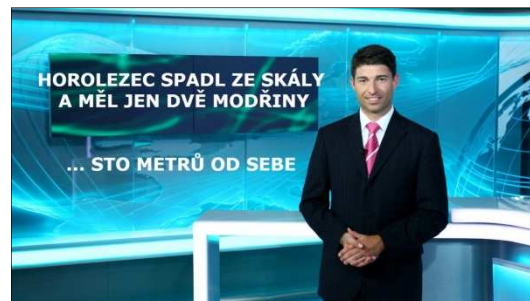 HOROLEZEC SPADL ZE SKÁLY
A MĚL JEN DVĚ MODŘINY
... STO METRŮ OD SEBE